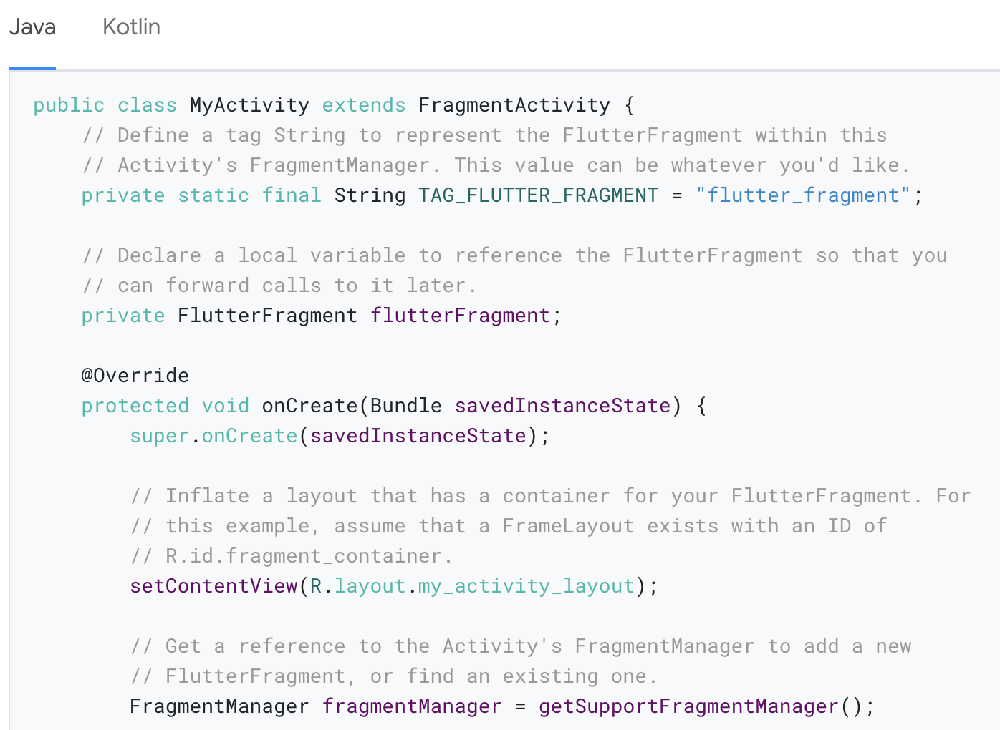 Java Kotlin
public class MyActivity extends FragmentActivity {
    // Define a tag String to represent the FlutterFragment within this
    // Activity's FragmentManager. This value can be whatever you'd like.
    private static final String TAG_FLUTTER_FRAGMENT = "flutter_fragment";

    // Declare a local variable to reference the FlutterFragment so that you
    // can forward calls to it later.
    private FlutterFragment flutterFragment;

    @Override
    protected void onCreate(Bundle savedInstanceState) {
        super.onCreate(savedInstanceState);

        // Inflate a layout that has a container for your FlutterFragment. For
        // this example, assume that a FrameLayout exists with an ID of
        // R.id.fragment_container.
        setContentView(R.layout.my_activity_layout);

        // Get a reference to the Activity's FragmentManager to add a new
        // FlutterFragment, or find an existing one.
        FragmentManager fragmentManager = getSupportFragmentManager();